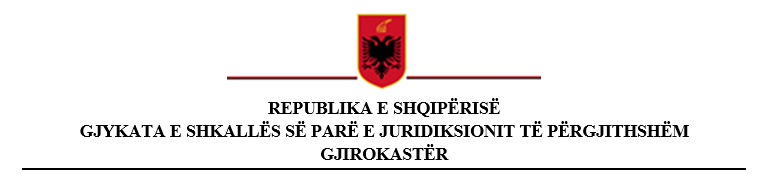 REPUBLIKA E SHQIPËRISË
GJYKATA E SHKALLËS SË PARË E JURIDIKSIONIT TË PËRGJITHSHËM
GJIROKASTËR